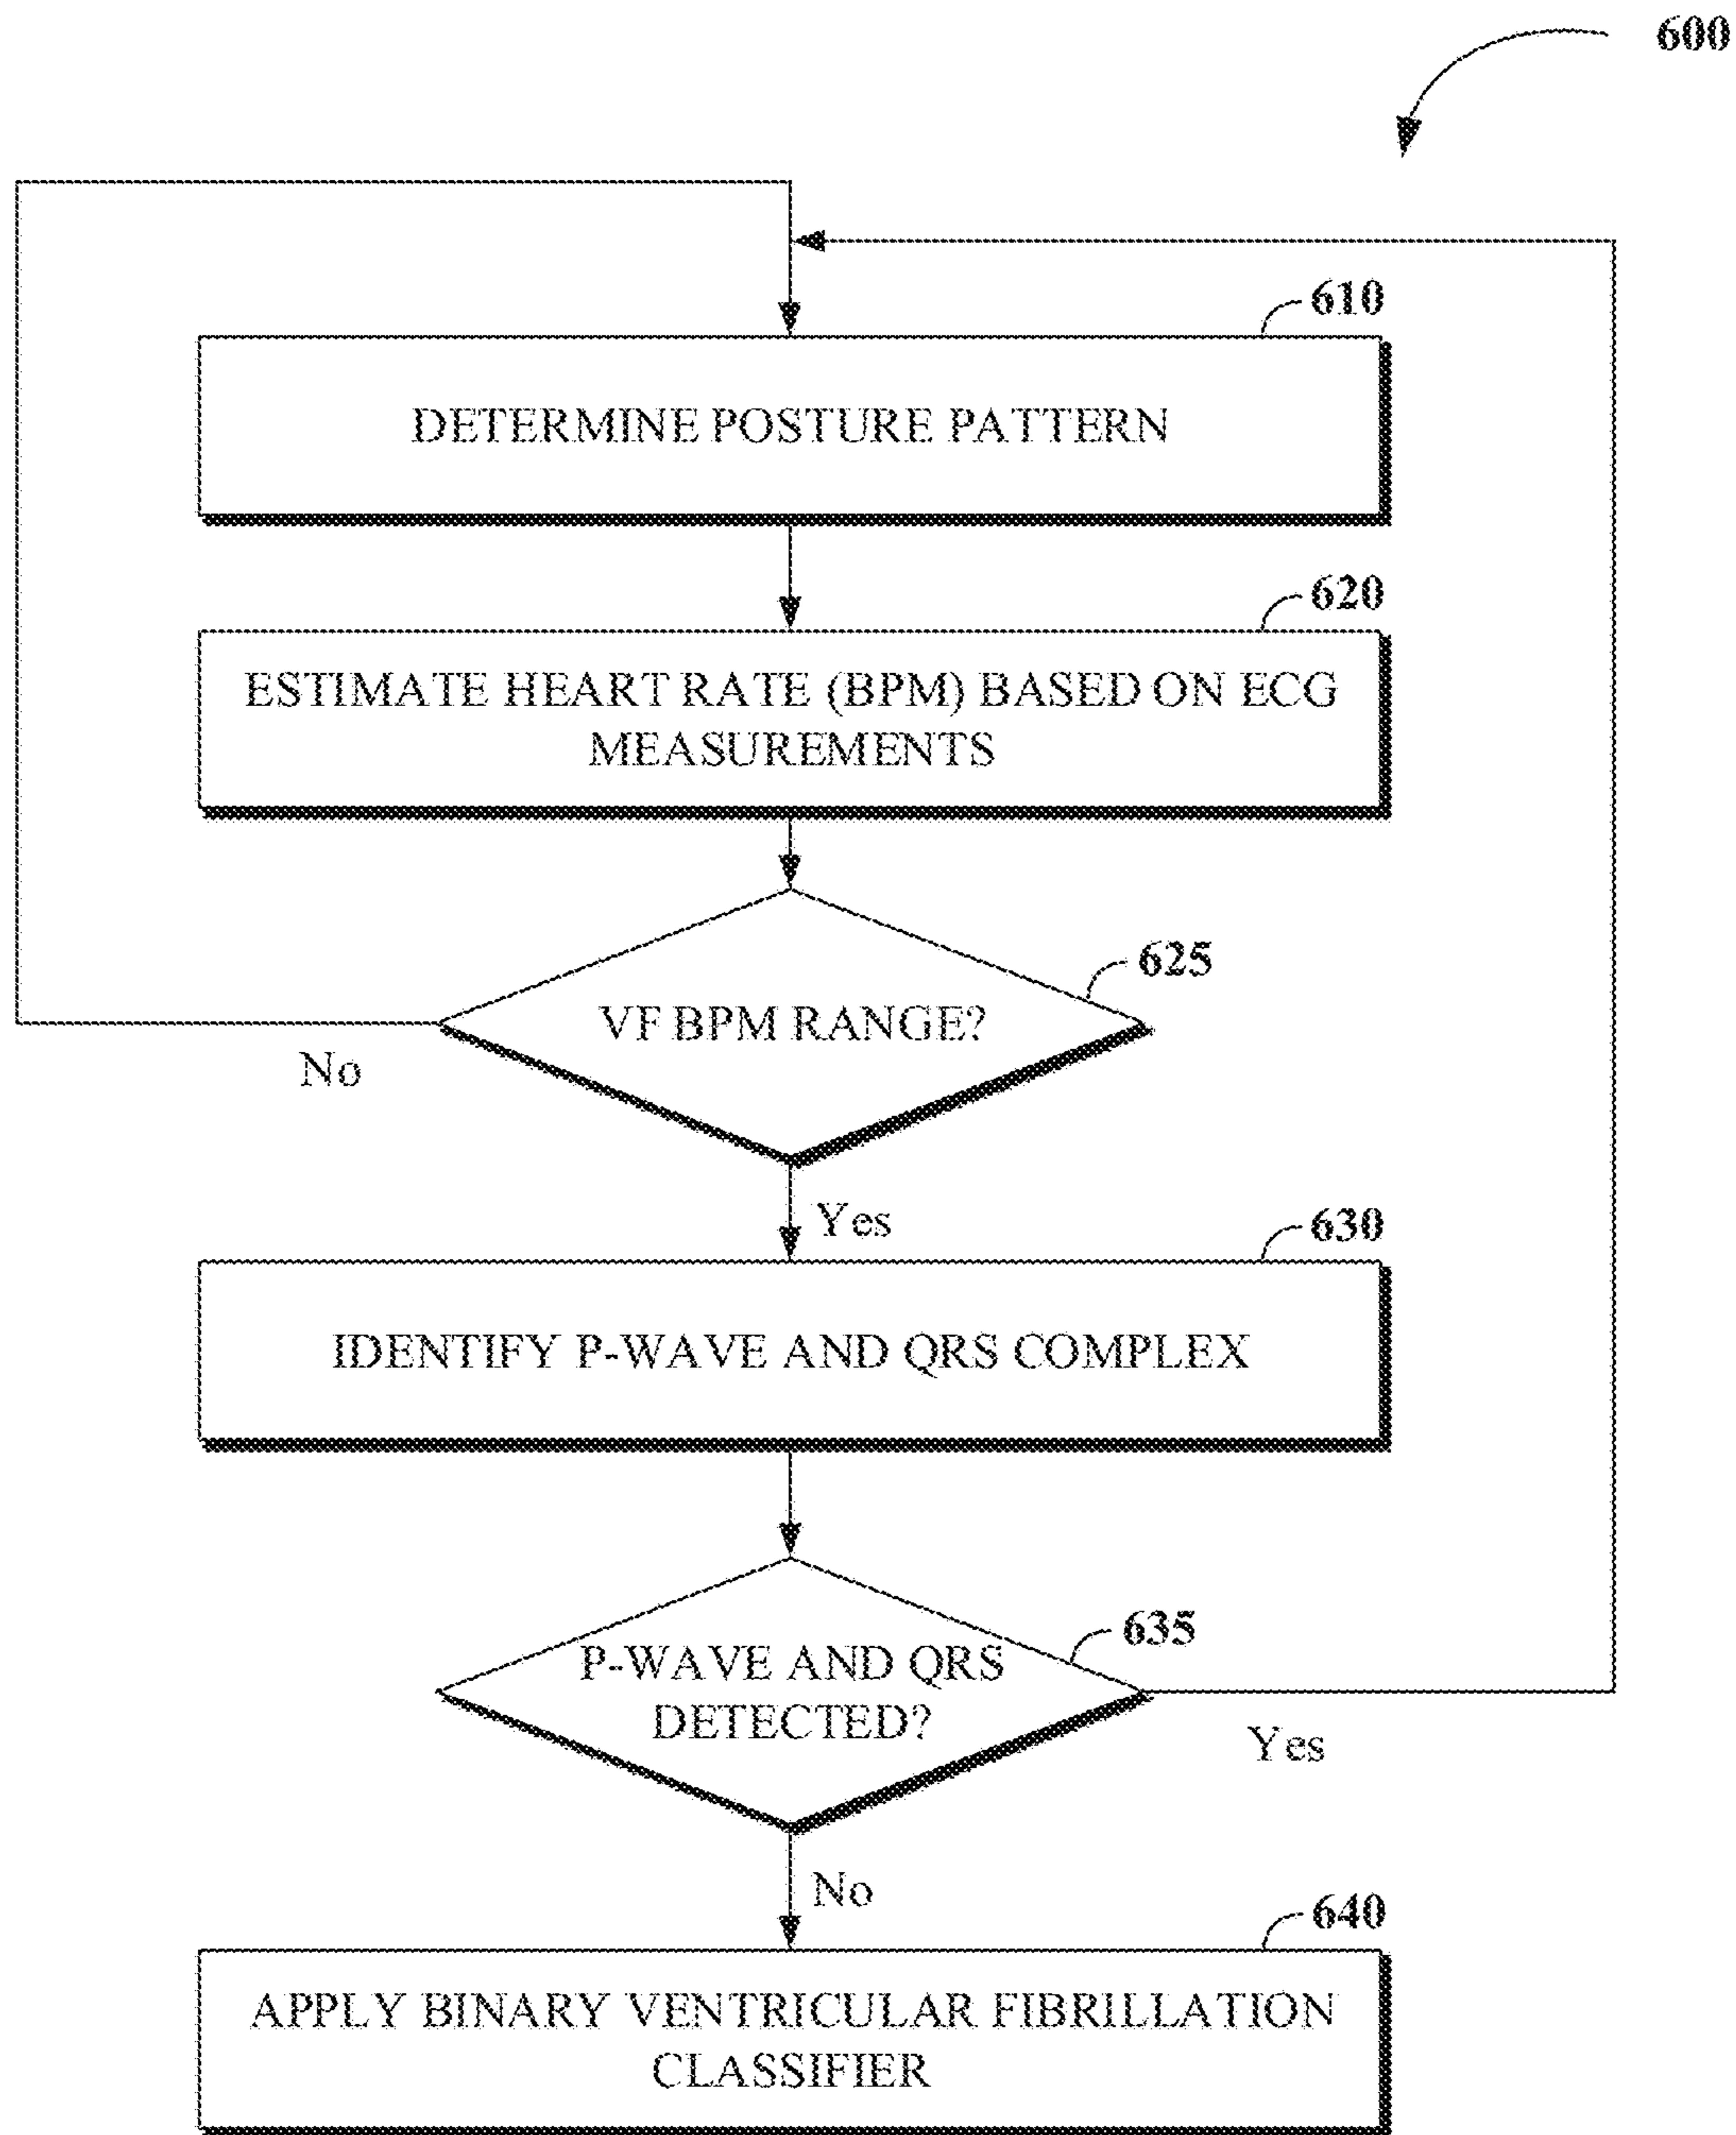 600
610
DETERMINE POSTURE PATTERN
620
ESTIMATE HEART RATE (BPM) BASED ON ECG
MEASUREMENTS
625
VF BPM RANGE?
No
Yes
630
IDENTIFY P-WAVE AND QRS COMPLEX
635
P-WAVE AND QRS
DETECTED?
Yes
No
640
APPLY BINARY VENTRICULAR FIBRILLATION
CLASSIFIER